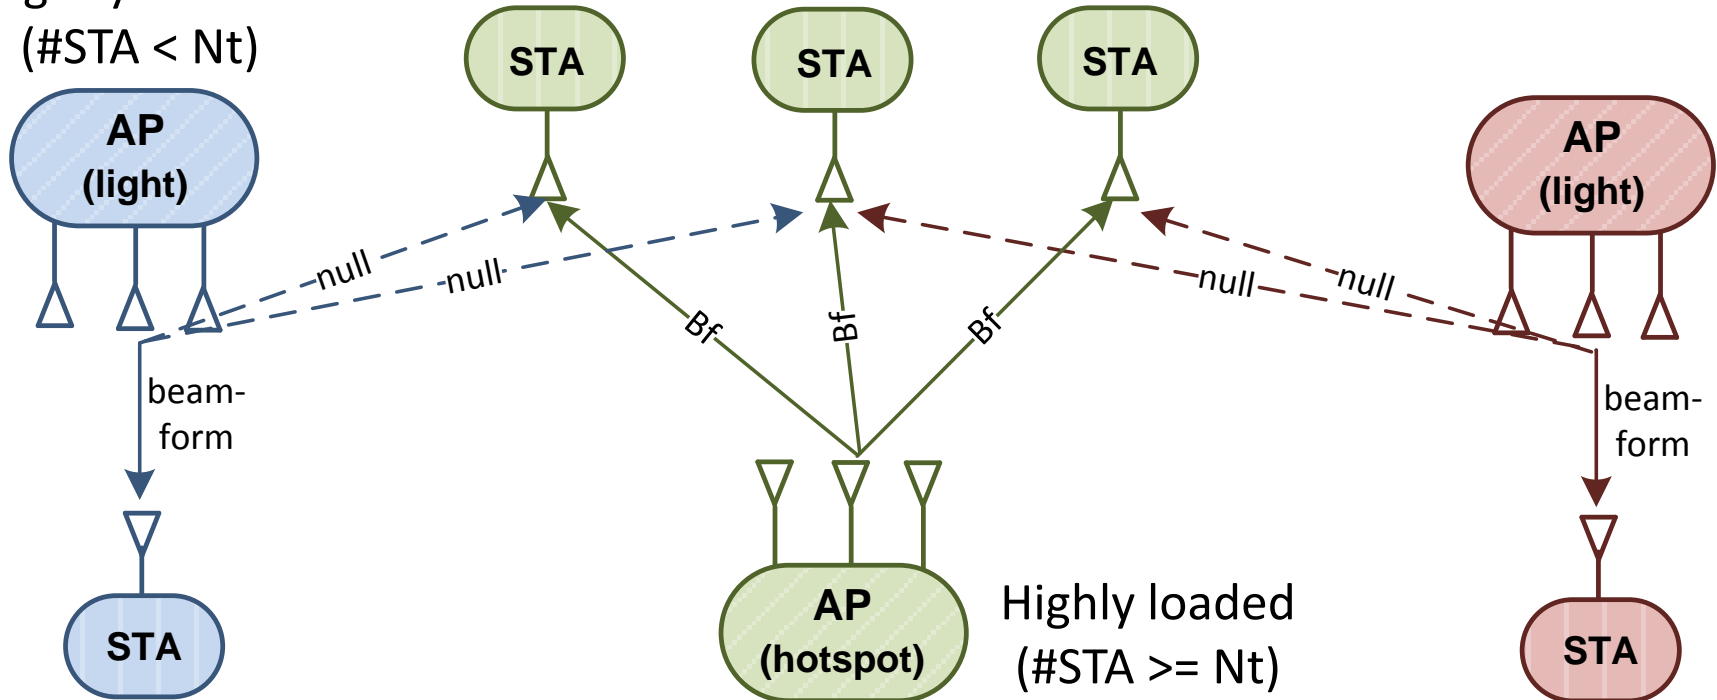 (#STA < Nt)
STA
STA
STA
AP
(light)
AP
(light)
null
null
null
null
Bf
Bf
Bf
beam-
form
beam-
form
STA
AP
(hotspot)
Highly loaded
(#STA >= Nt)
STA